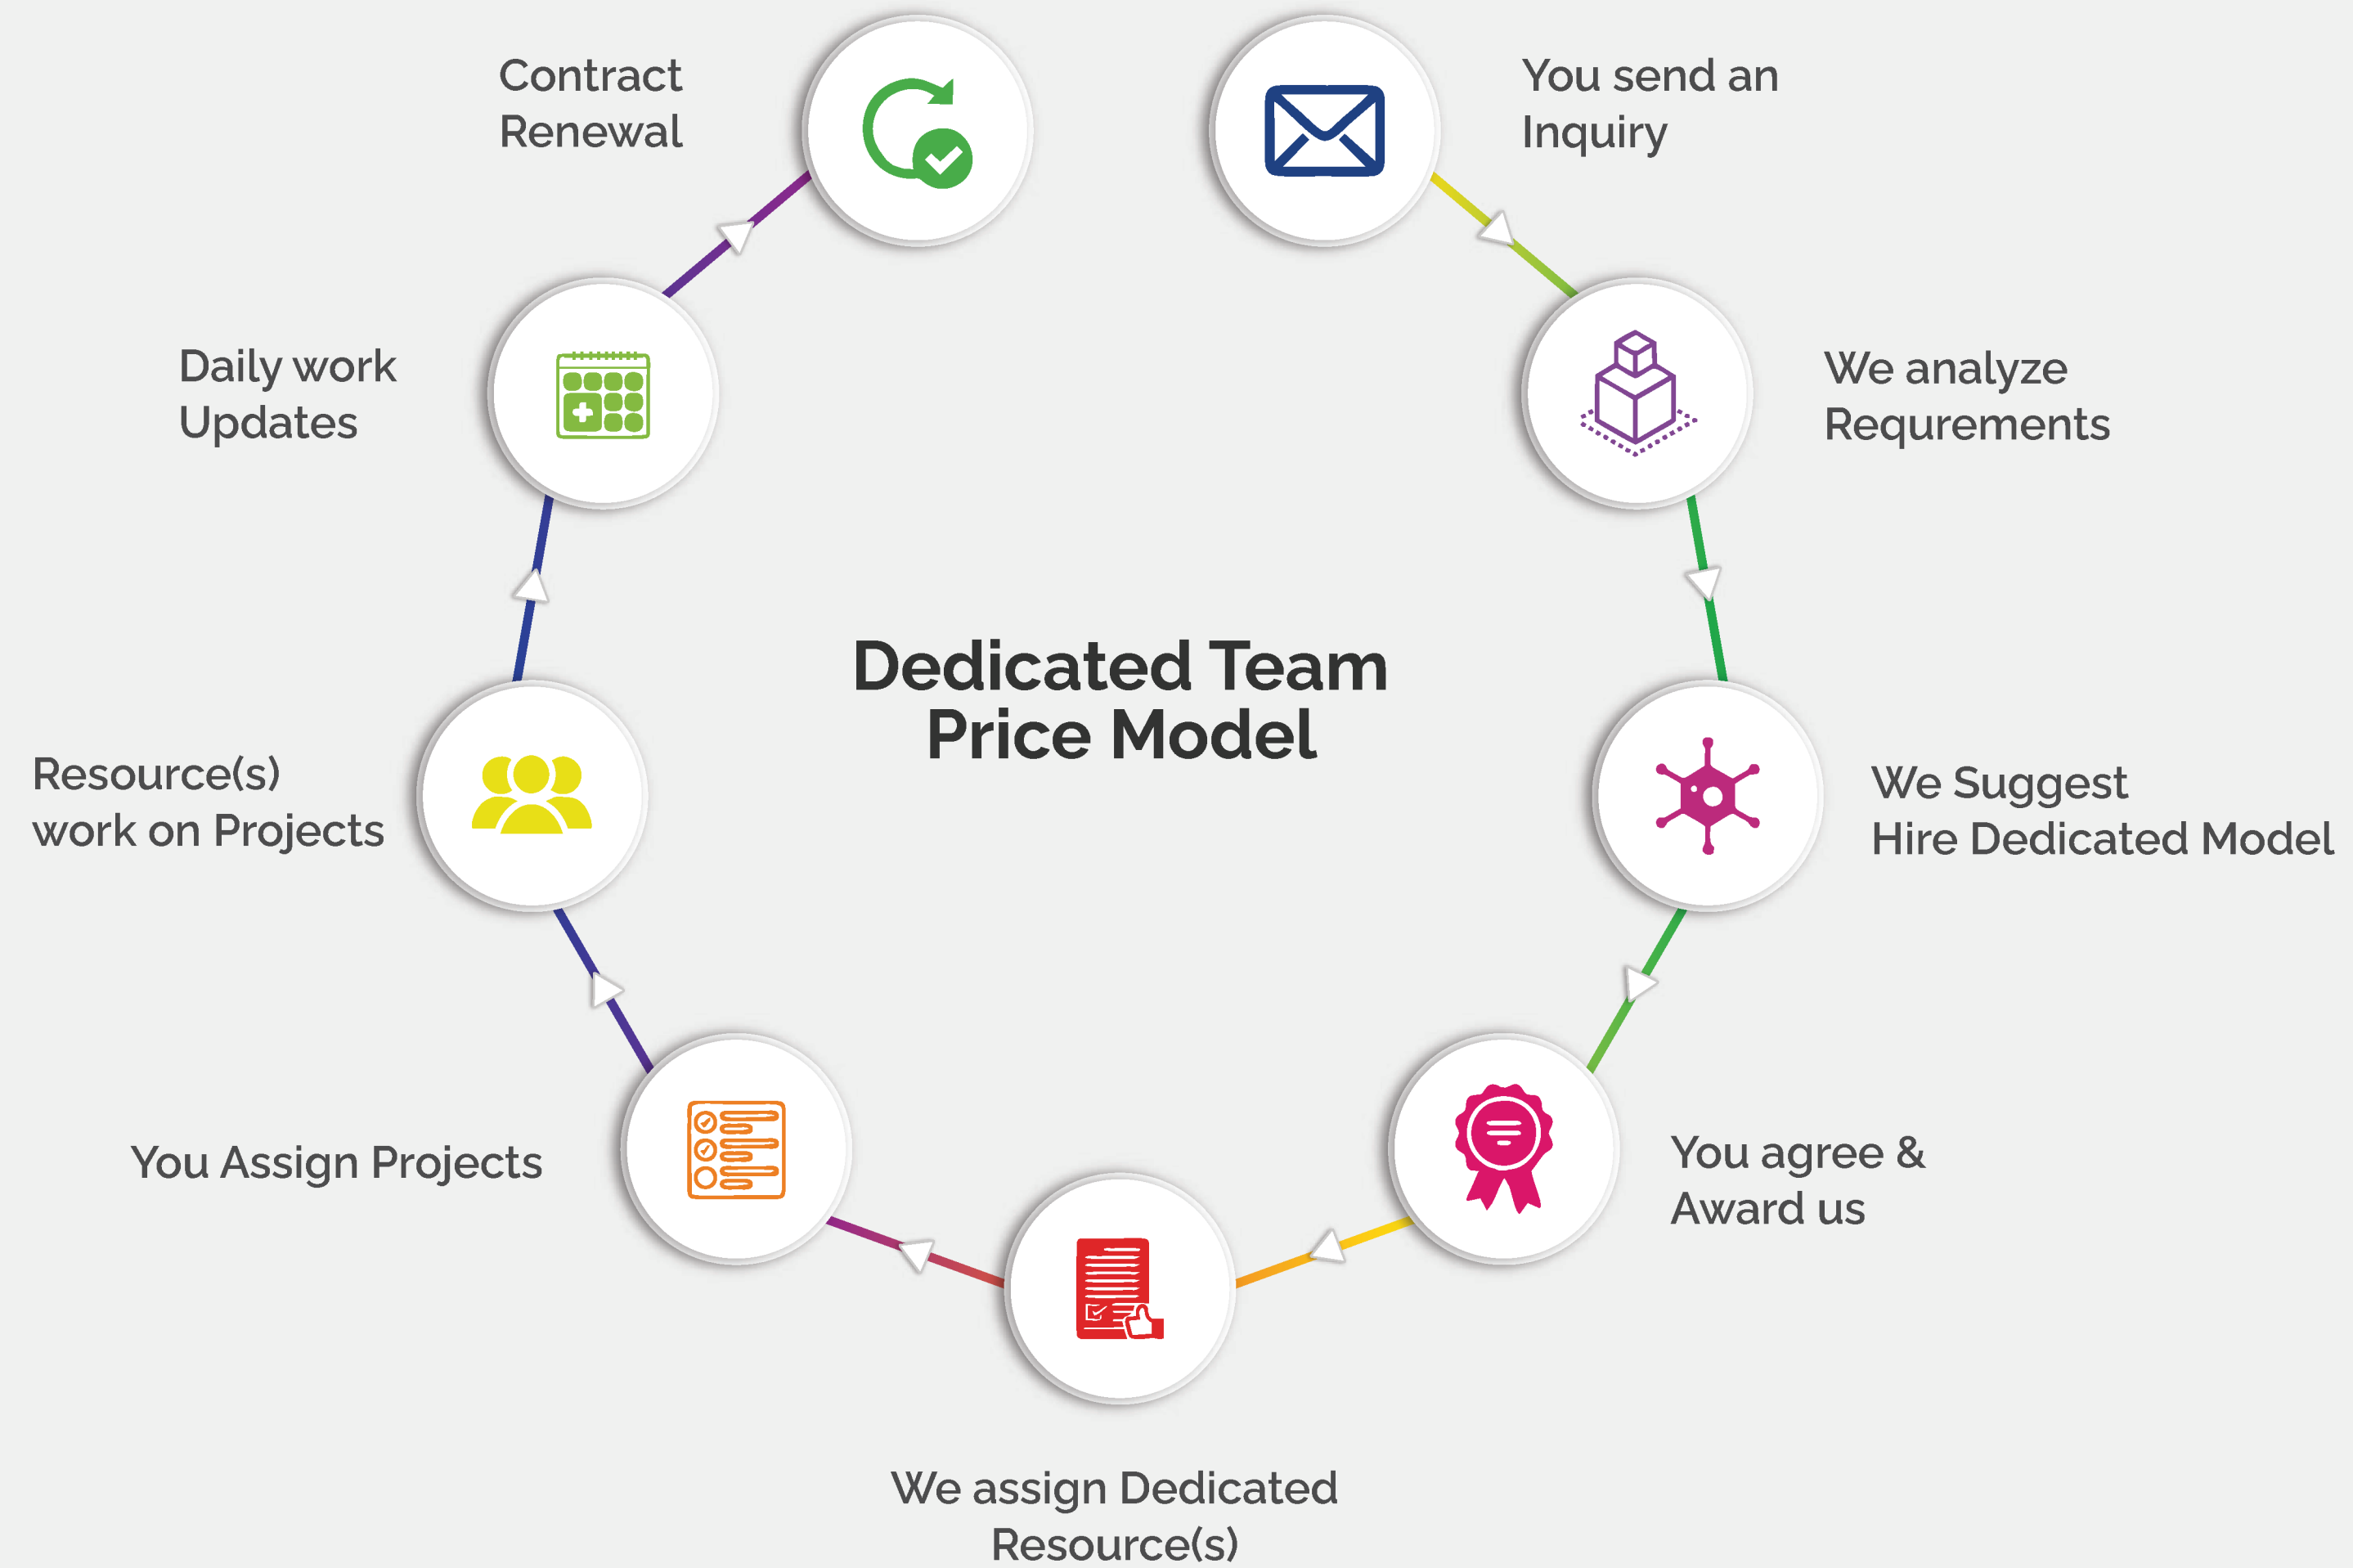 Dedicated Team
Price Model
You send an
Inquiry
We analyze
Requrements
We Suggest
Hire Dedicated Model
You agree &
Award us
We assign Dedicated
Resource(s)
You Assign Projects
Resource(s)
work on Projects
Daily work
Updates
Contract
Renewal